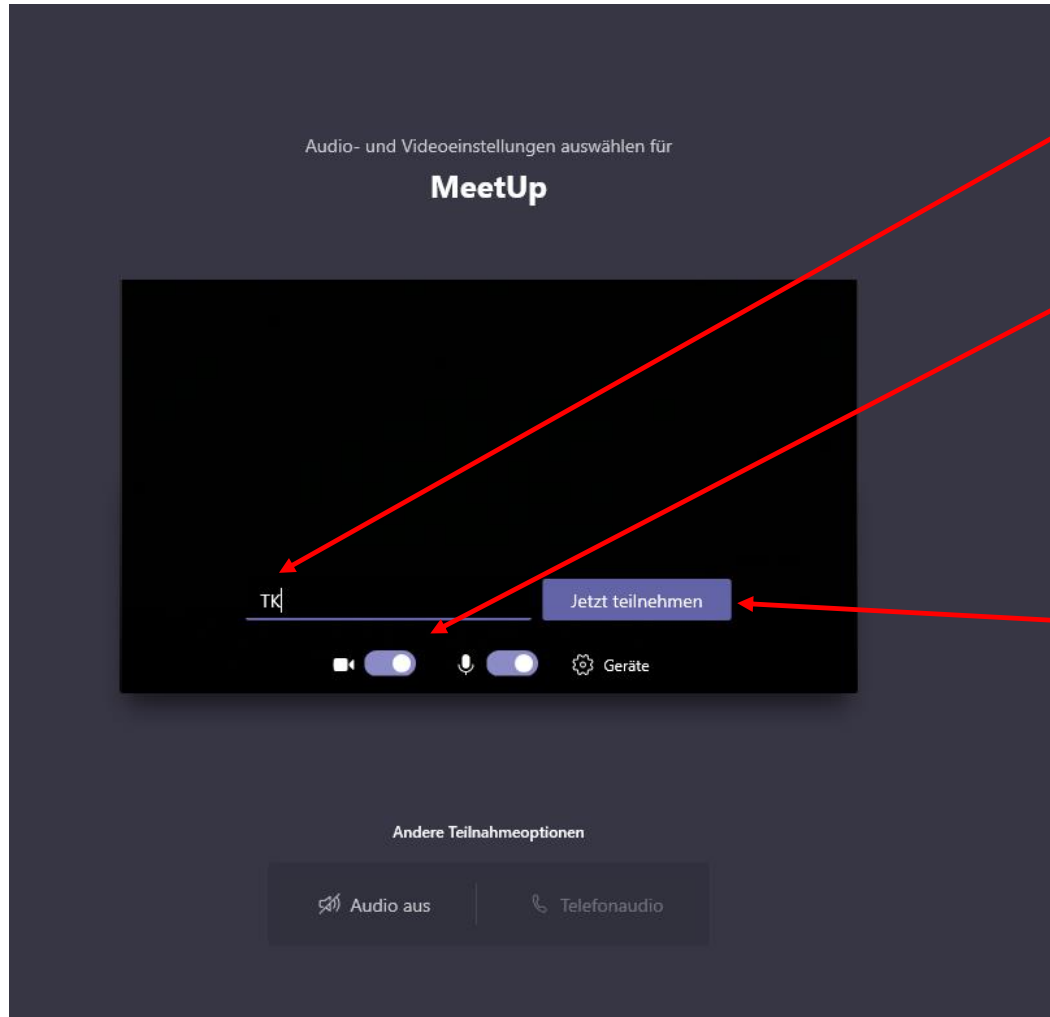 Audio- und Videoeinstellungen auswählen für
MeetUp
TK
Jetzt teilnehmen
Geräte
Andere Teilnahmeoptionen
Audio aus
Telefonaudio